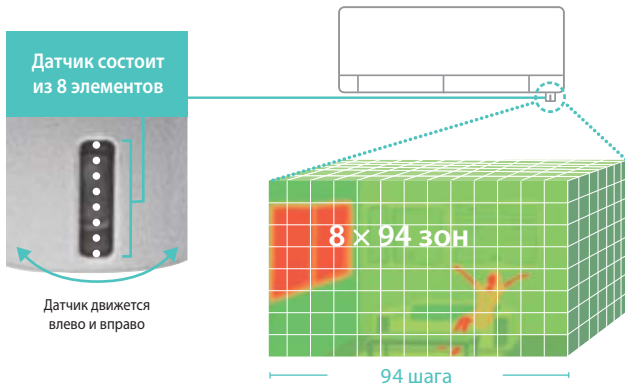 Датчик состоит
из 8 элементов
8 × 94 зон
Датчик движется
влево и вправо
94 шага